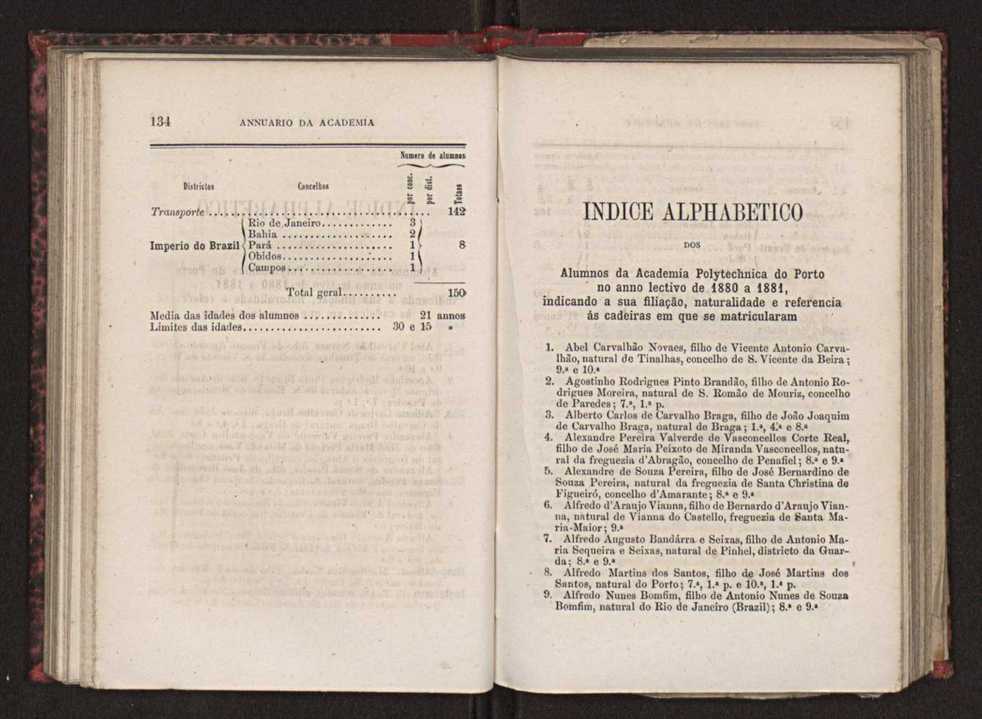 134 ANNUARIO DA ACADEMIA
Numero de alumnos
Districtos Concelhos por conc. por dist. Totaes
Transporte .............................. 142
Rio de Janeiro............. 3
Bahia .................... 2
Imperio do Brazil Pará .................... 1 8
Obidos................... 1
Campos.................. 1
Total geral.......... 150
Media das idades dos alumnos ............. 21 annos
Limites das idades........................ 30 e 15 »
INDICE ALPHABETICO
DOS
Alumnos da Academia Polytechnica do Porto
no anno lectivo de 1880 a 1881,
indicando a sua filiação, naturalidade e referencia
ás cadeiras em que se matricularam
1. Abel Carvalhão Novaes, filho de Vicente Antonio Carva-
lhão, natural de Tinalhas, concelho de S. Vicente da Beira;
9.ª e 10.ª
2. Agostinho Rodrigues Pinto Brandão, filho de Antonio Ro-
drigues Moreira, natural de S. Romão de Mouriz, concelho
de Paredes; 7.ª, 1.ª p.
3. Alberto Carlos de Carvalho Braga, filho de João Joaquim
de Carvalho Braga, natural de Braga; 1.ª, 4.ª e 8.ª
4. Alexandre Pereira Valverde de Vasconcellos Corte Real,
filho de José Maria Peixoto de Miranda Vasconcellos, natu-
ral da freguezia d'Abragão, concelho de Penafiel; 8.ª e 9.ª
5. Alexandre de Souza Pereira, filho de José Bernardino de
Souza Pereira, natural da freguezia de Santa Christina de
Figueiró, concelho d'Amarante; 8.ª e 9.ª
6. Alfredo d'Araujo Vianna, filho de Bernardo d'Araujo Vian-
na, natural de Vianna do Castello, freguezia de Santa Ma-
ria-Maior; 9.ª
7. Alfredo Augusto Bandárra e Seixas, filho de Antonio Ma-
ria Sequeira e Seixas, natural de Pinhel, districto da Guar-
da; 8.ª e 9.ª
8. Alfredo Martins dos Santos, filho de José Martins dos
Santos, natural do Porto; 7.ª, 1.ª p. e 10.ª, 1.ª p.
9. Alfredo Nunes Bomfim, filho de Antonio Nunes de Souza
Bomfim, natural do Rio de Janeiro (Brazil); 8.ª e 9.ª